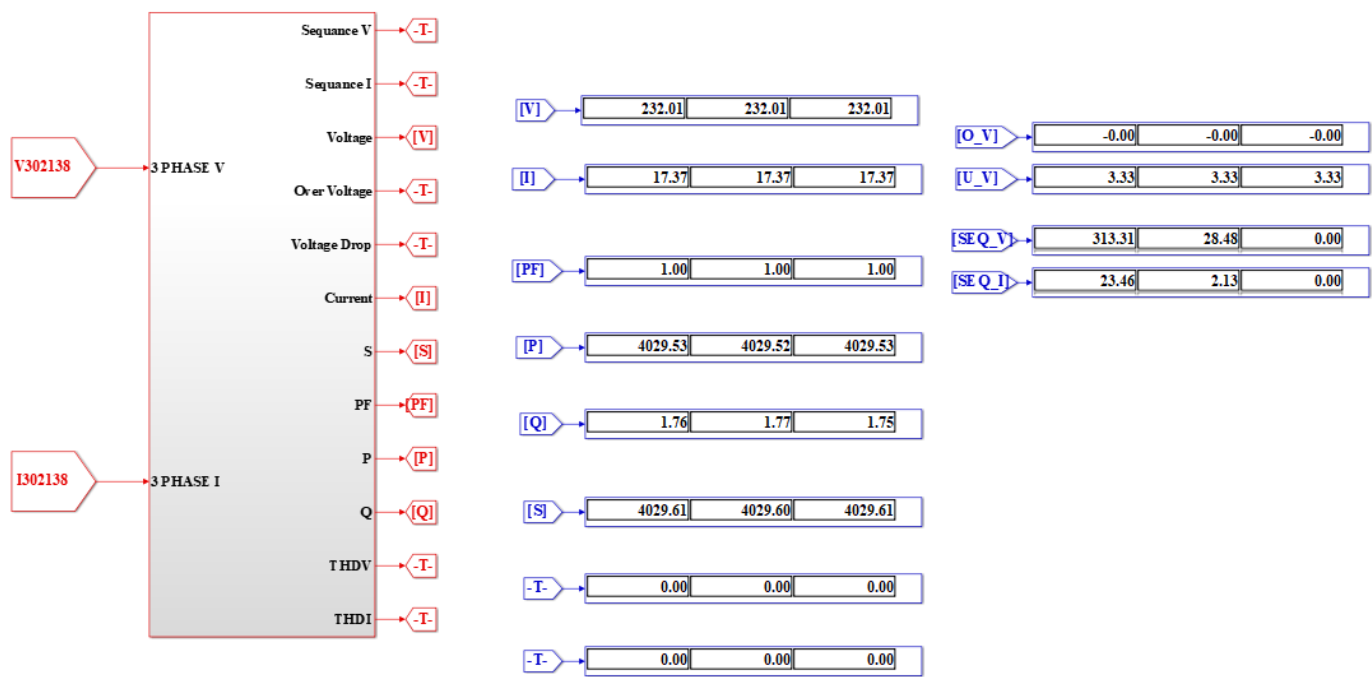 V302138
I302138
3 PHASE V
3 PHASE I
Sequance V
-T-
Sequance I
-T-
Voltage
[V]
Over Voltage
-T-
Voltage Drop
-T-
Current
[I]
S
[S]
PF
[PF]
P
[P]
Q
[Q]
THDV
-T-
THDI
-T-
[V] 232.01 232.01 232.01
[I] 17.37 17.37 17.37
[PF] 1.00 1.00 1.00
[P] 4029.53 4029.52 4029.53
[Q] 1.76 1.77 1.75
[S] 4029.61 4029.60 4029.61
-T- 0.00 0.00 0.00
-T- 0.00 0.00 0.00
[O_V] -0.00 -0.00 -0.00
[U_V] 3.33 3.33 3.33
[SEQ_V] 313.31 28.48 0.00
[SEQ_I] 23.46 2.13 0.00